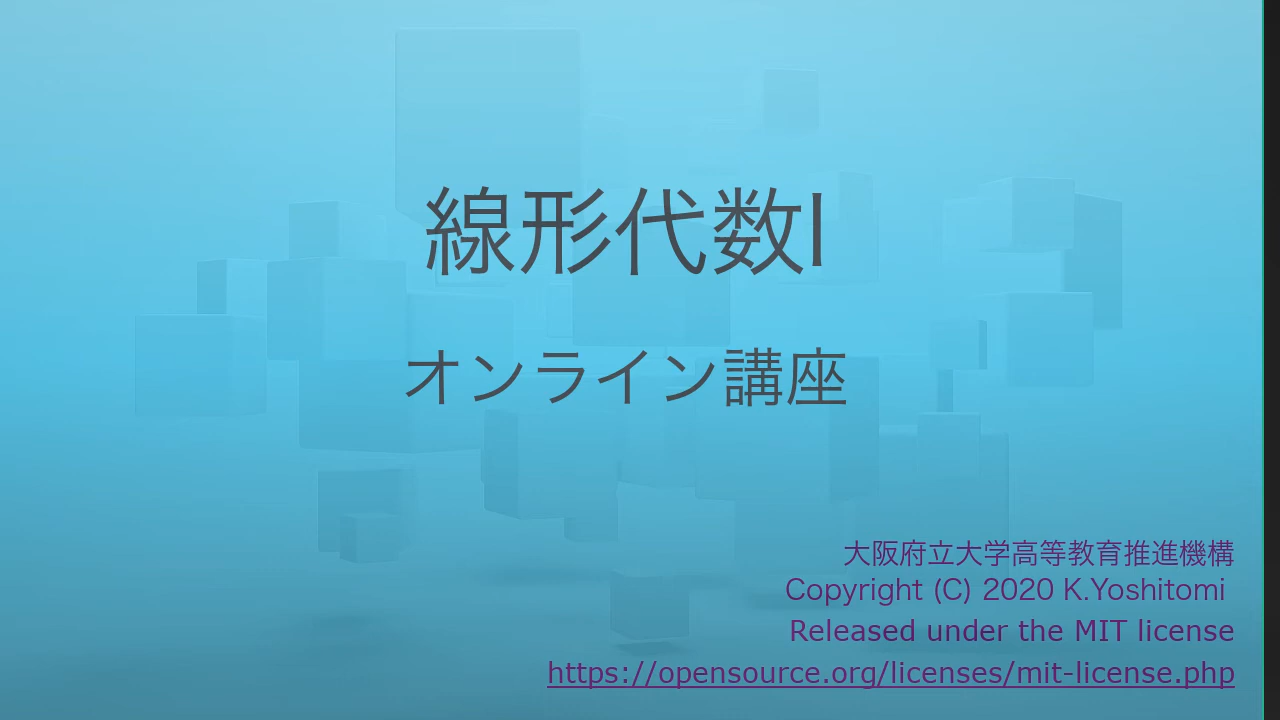 線形代数I
オンライン講座
大阪府立大学高等教育推進機構
Copyright (C) 2020 K.Yoshitomi
Released under the MIT license
https://opensource.org/licenses/mit-license.php